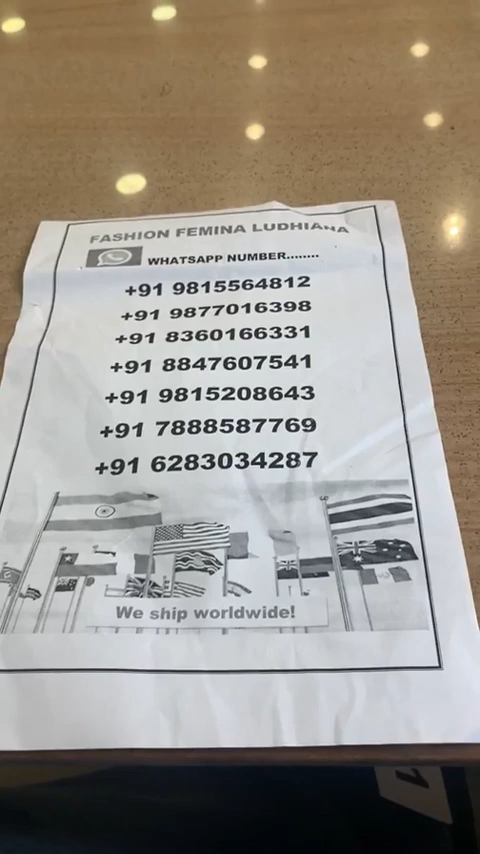 FASHION FEMINA LUDHIANA
WHATSAPP NUMBER........
+91 9815564812
+91 9877016398
+91 8360166331
+91 8847607541
+91 9815208643
+91 7888587769
+91 6283034287
We ship worldwide!
1